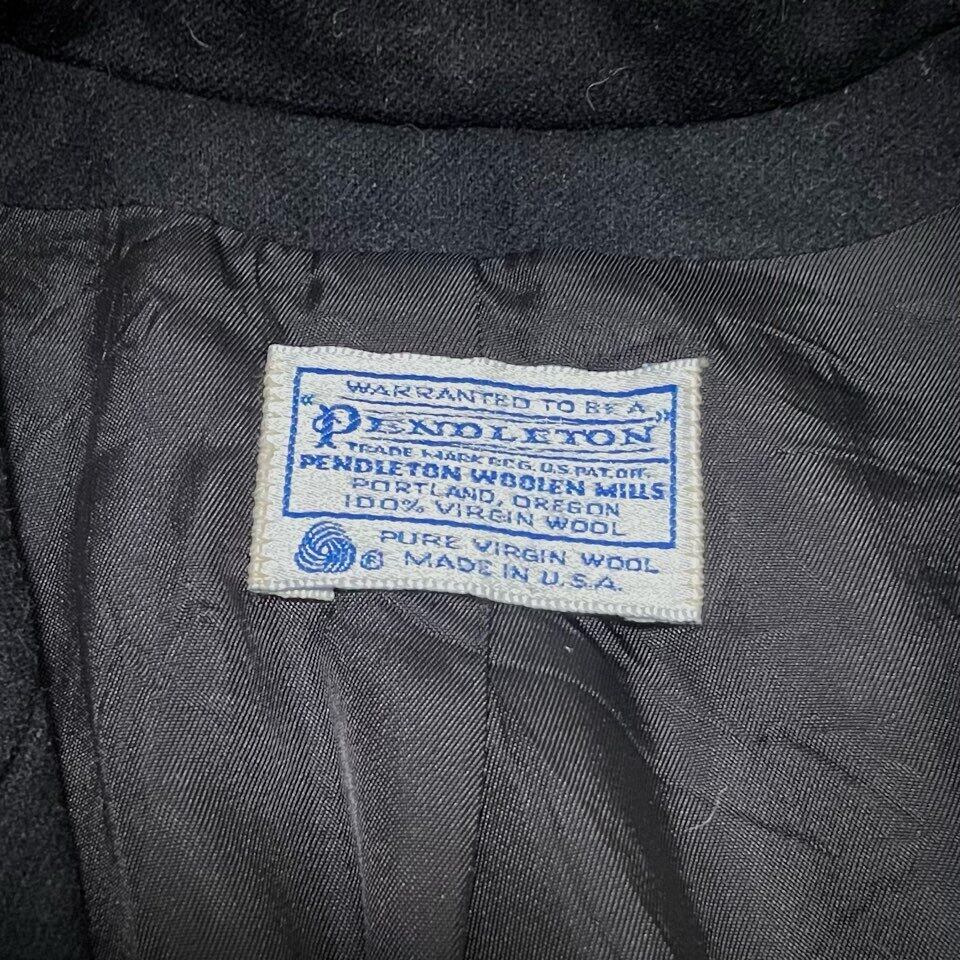 WARRANTED TO BE A
"PENDLETON"
TRADE MARK REG. U.S. PAT. OFF.
PENDLETON WOOLEN MILLS
PORTLAND, OREGON
100% VIRGIN WOOL
PURE VIRGIN WOOL
® MADE IN U.S.A.